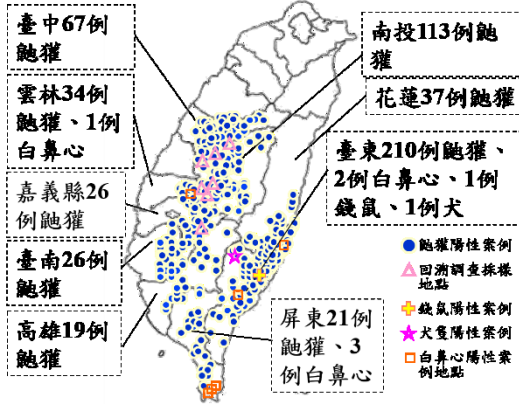 臺中67例
鼬獾
雲林34例
鼬獾、1例
白鼻心
嘉義縣26
例鼬獾
臺南26例
鼬獾
高雄19例
鼬獾
南投113例鼬
獾
花蓮37例鼬獾
臺東210例鼬獾、
2例白鼻心、1例
錢鼠、1例犬
屏東21例
鼬獾、3
例白鼻心
鼬獾陽性案例
回溯調查採樣
地點
錢鼠陽性案例
犬隻陽性案例
白鼻心陽性案
例地點